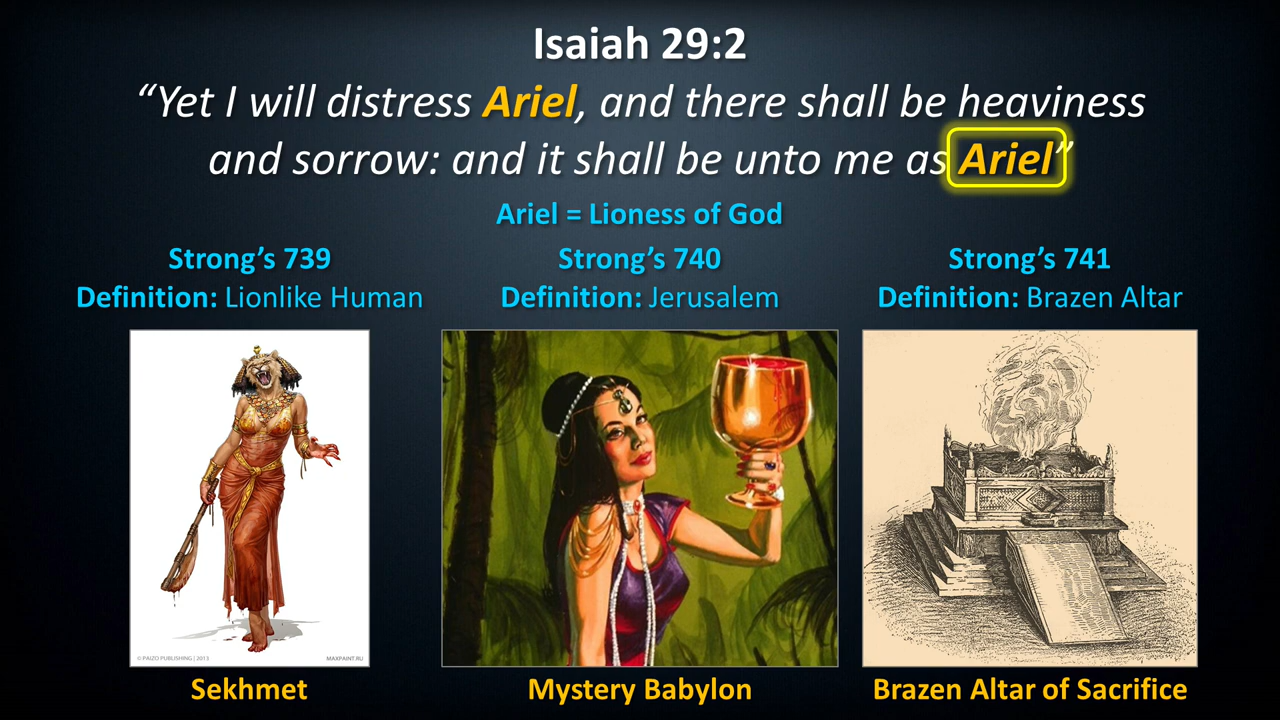 Isaiah 29:2
“Yet I will distress Ariel, and there shall be heaviness
and sorrow: and it shall be unto me as Ariel”
Ariel = Lioness of God
Strong’s 739
Definition: Lionlike Human
Strong’s 740
Definition: Jerusalem
Strong’s 741
Definition: Brazen Altar
© PAIZO PUBLISHING | 2013
MAXPAINT.RU
Sekhmet
Mystery Babylon
Brazen Altar of Sacrifice